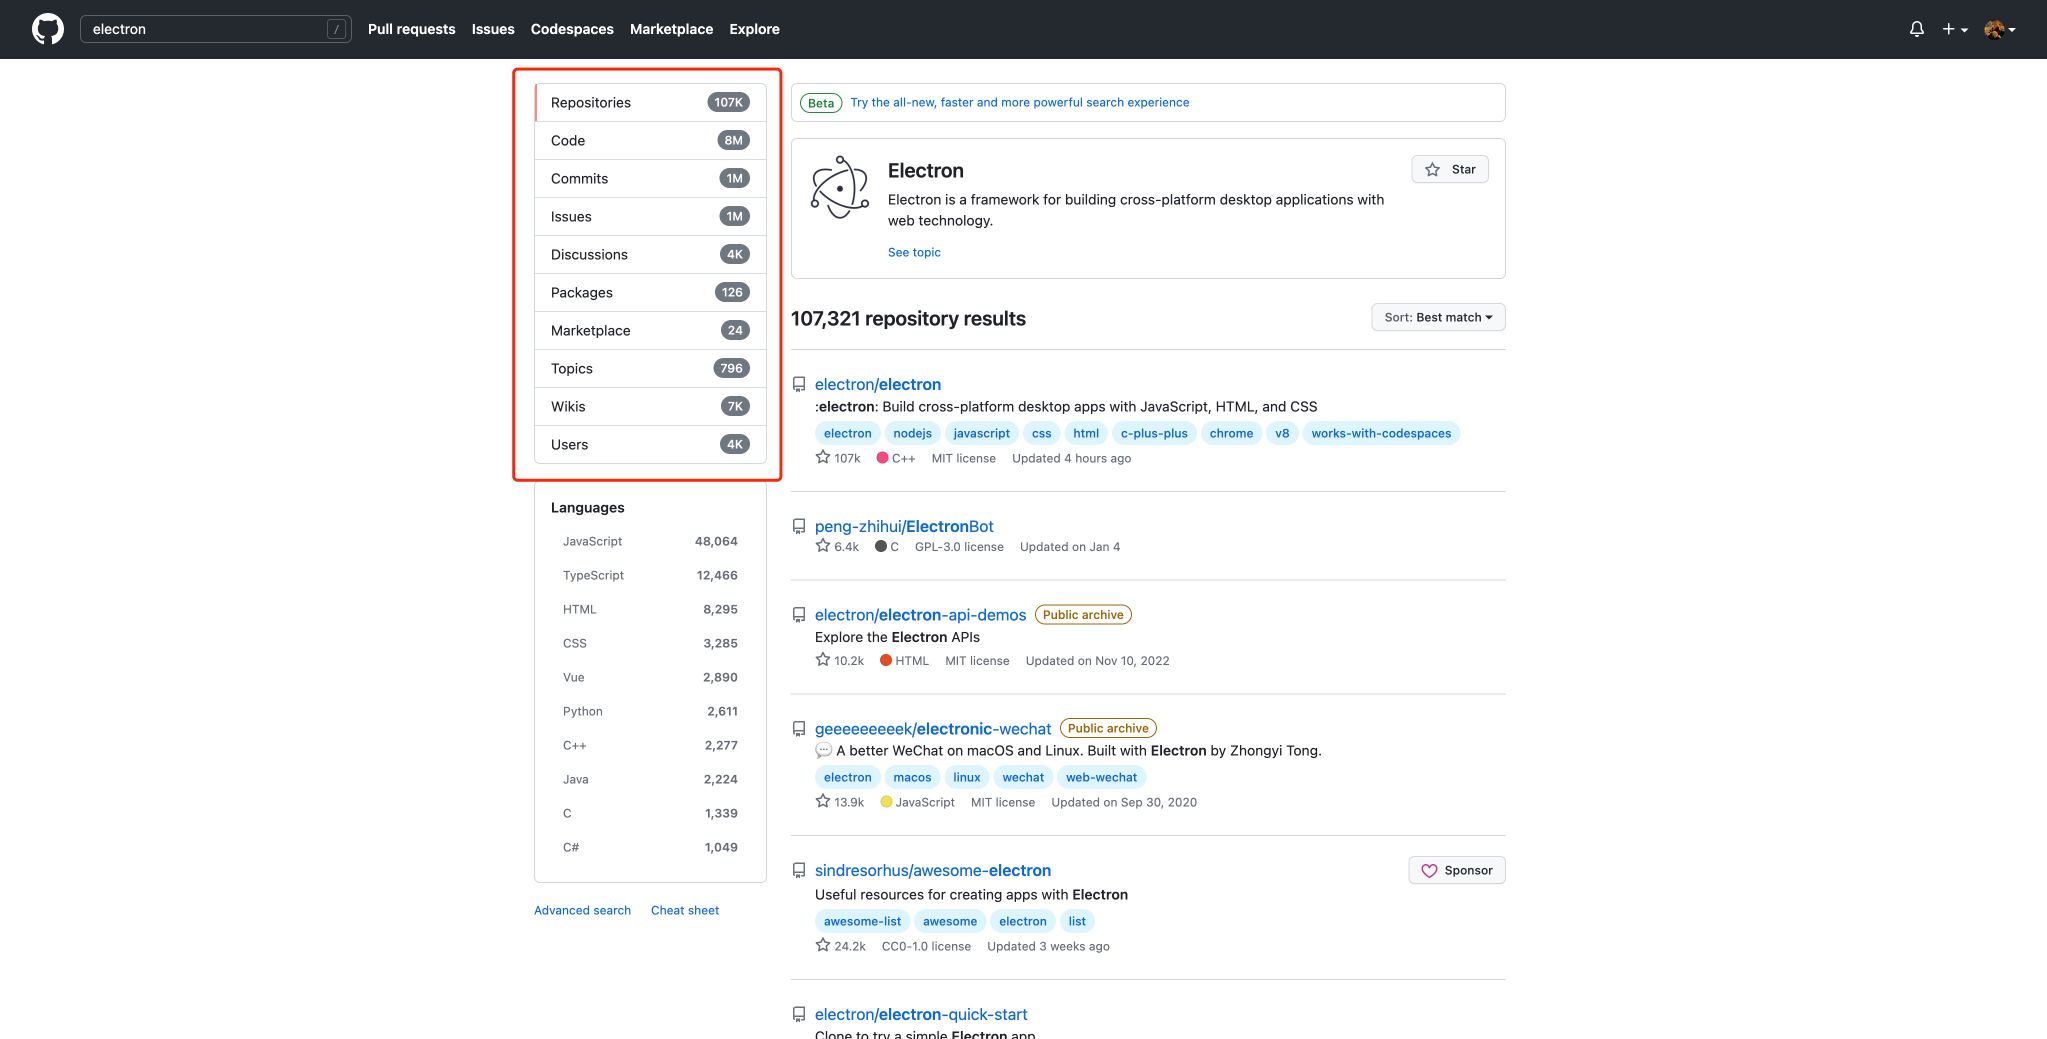 electron /
Pull requests Issues Codespaces Marketplace Explore
Repositories 107K
Code 8M
Commits 1M
Issues 1M
Discussions 4K
Packages 126
Marketplace 24
Topics 796
Wikis 7K
Users 4K
Languages
JavaScript 48,064
TypeScript 12,466
HTML 8,295
CSS 3,285
Vue 2,890
Python 2,611
C++ 2,277
Java 2,224
C 1,339
C# 1,049
Advanced search Cheat sheet
Beta Try the all-new, faster and more powerful search experience
Electron
Star
Electron is a framework for building cross-platform desktop applications with
web technology.
See topic
107,321 repository results
Sort: Best match
electron/electron
:electron: Build cross-platform desktop apps with JavaScript, HTML, and CSS
electron nodejs javascript css html c-plus-plus chrome v8 works-with-codespaces
107k C++ MIT license Updated 4 hours ago
peng-zhihui/ElectronBot
6.4k C GPL-3.0 license Updated on Jan 4
electron/electron-api-demos Public archive
Explore the Electron APIs
10.2k HTML MIT license Updated on Nov 10, 2022
geeeeeeeeek/electronic-wechat Public archive
A better WeChat on macOS and Linux. Built with Electron by Zhongyi Tong.
electron macos linux wechat web-wechat
13.9k JavaScript MIT license Updated on Sep 30, 2020
sindresorhus/awesome-electron
Sponsor
Useful resources for creating apps with Electron
awesome-list awesome electron list
24.2k CC0-1.0 license Updated 3 weeks ago
electron/electron-quick-start
Clone to try a simple Electron app